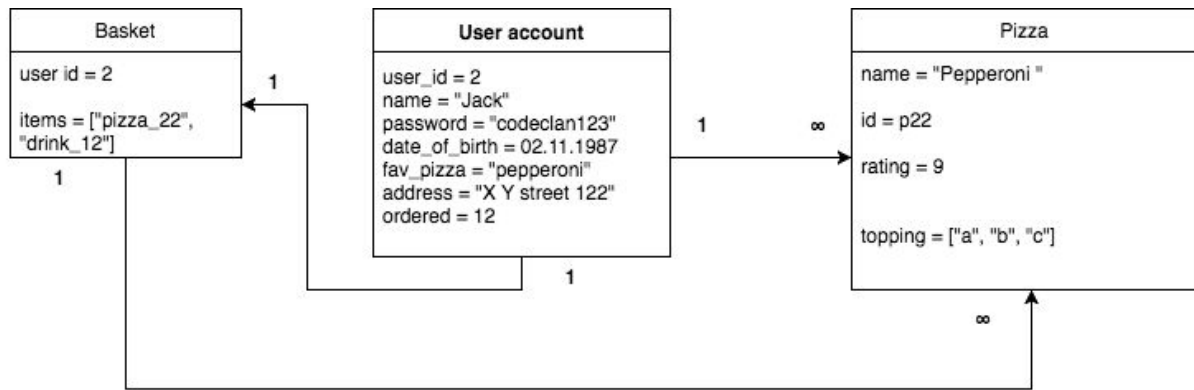 Basket
user id = 2
items = ["pizza_22",
"drink_12"]
1
1
User account
user_id = 2
name = "Jack"
password = "codeclan123"
date_of_birth = 02.11.1987
fav_pizza = "pepperoni"
address = "X Y street 122"
ordered = 12
1
1
∞
Pizza
name = "Pepperoni "
id = p22
rating = 9
topping = ["a", "b", "c"]
∞